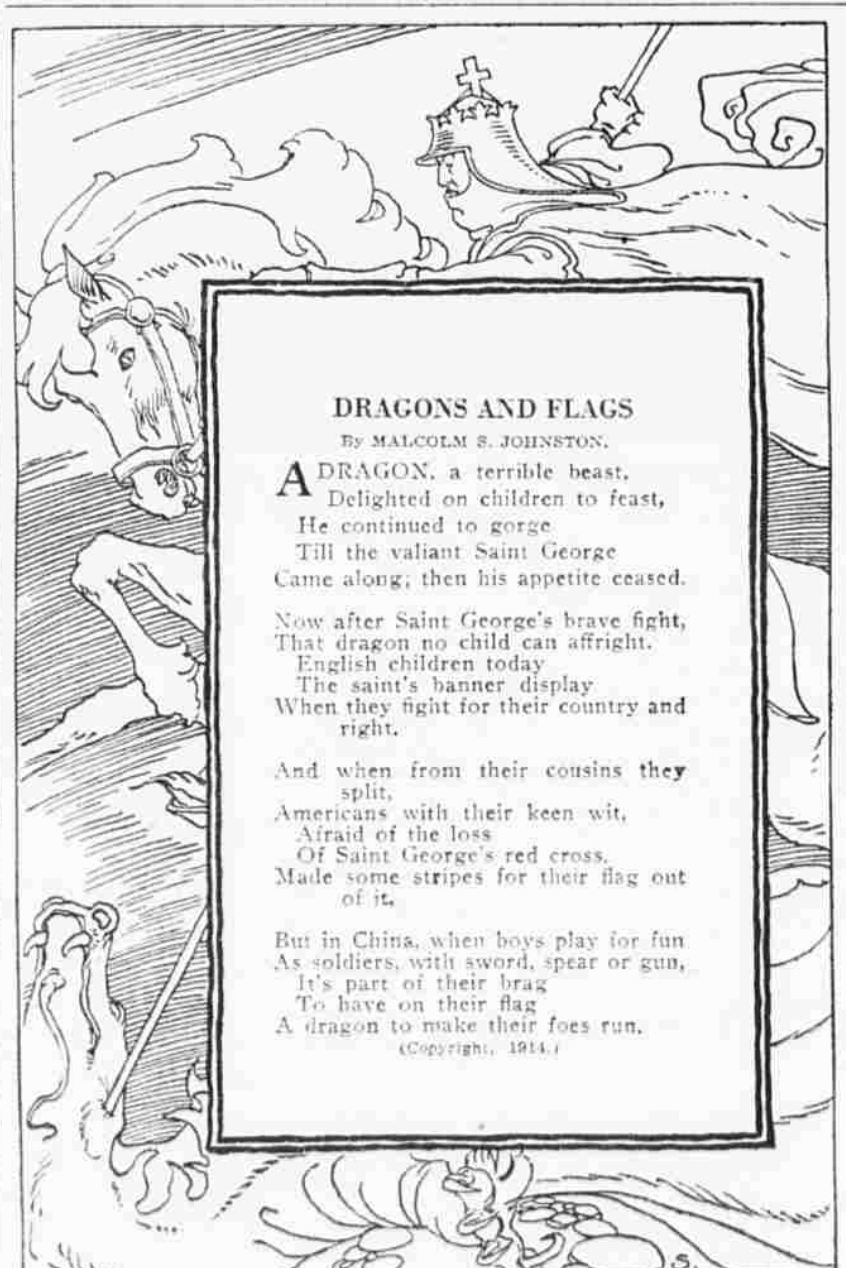 DRAGONS AND FLAGS
By MALCOLM S. JOHNSTON.
A DRAGON, a terrible beast,
Delighted on children to feast,
He continued to gorge
Till the valiant Saint George
Came along; then his appetite ceased.
Now after Saint George's brave fight,
That dragon no child can affright.
English children today
The saint's banner display
When they fight for their country and
right.
And when from their cousins they
split,
Americans with their keen wit,
Afraid of the loss
Of Saint George's red cross,
Made some stripes for their flag out
of it.
But in China, when boys play for fun
As soldiers, with sword, spear or gun,
It's part of their brag
To have on their flag
A dragon to make their foes run.
(Copyright, 1914.)
S.